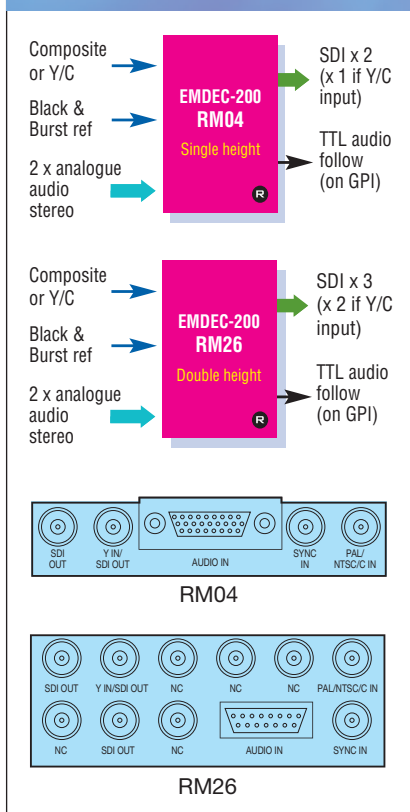 Composite
or Y/C
Black &
Burst ref
2 x analogue
audio
stereo
EMDEC-200
RM04
Single height
R
SDI x 2
(x 1 if Y/C
input)
TTL audio
follow
(on GPI)
Composite
or Y/C
Black &
Burst ref
2 x analogue
audio
stereo
EMDEC-200
RM26
Double height
R
SDI x 3
(x 2 if Y/C
input)
TTL audio
follow
(on GPI)
SDI
OUT
Y IN/
SDI OUT
AUDIO IN
SYNC
IN
PAL/
NTSC/C IN
RM04
SDI OUT Y IN/SDI OUT NC NC NC PAL/NTSC/C IN
NC SDI OUT NC AUDIO IN SYNC IN
RM26